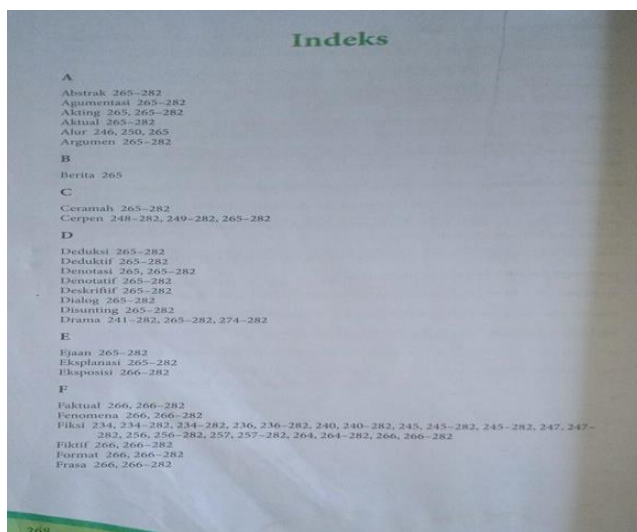 Indeks
A
Abstrak 265–282
Agumentasi 265–282
Akting 265, 265–282
Aktual 265–282
Alur 246, 250, 265
Argumen 265–282
B
Berita 265
C
Ceramah 265–282
Cerpen 248–282, 249–282, 265–282
D
Deduksi 265–282
Deduktif 265–282
Denotasi 265, 265–282
Denotatif 265–282
Deskriftif 265–282
Dialog 265–282
Disunting 265–282
Drama 241–282, 265–282, 274–282
E
Ejaan 265–282
Eksplanasi 265–282
Eksposisi 266–282
F
Faktual 266, 266–282
Fenomena 266, 266–282
Fiksi 234, 234–282, 234–282, 236, 236–282, 240, 240–282, 245, 245–282, 245–282, 247, 247–
282, 256, 256–282, 257, 257–282, 264, 264–282, 266, 266–282
Fiktif 266, 266–282
Format 266, 266–282
Frasa 266, 266–282
268